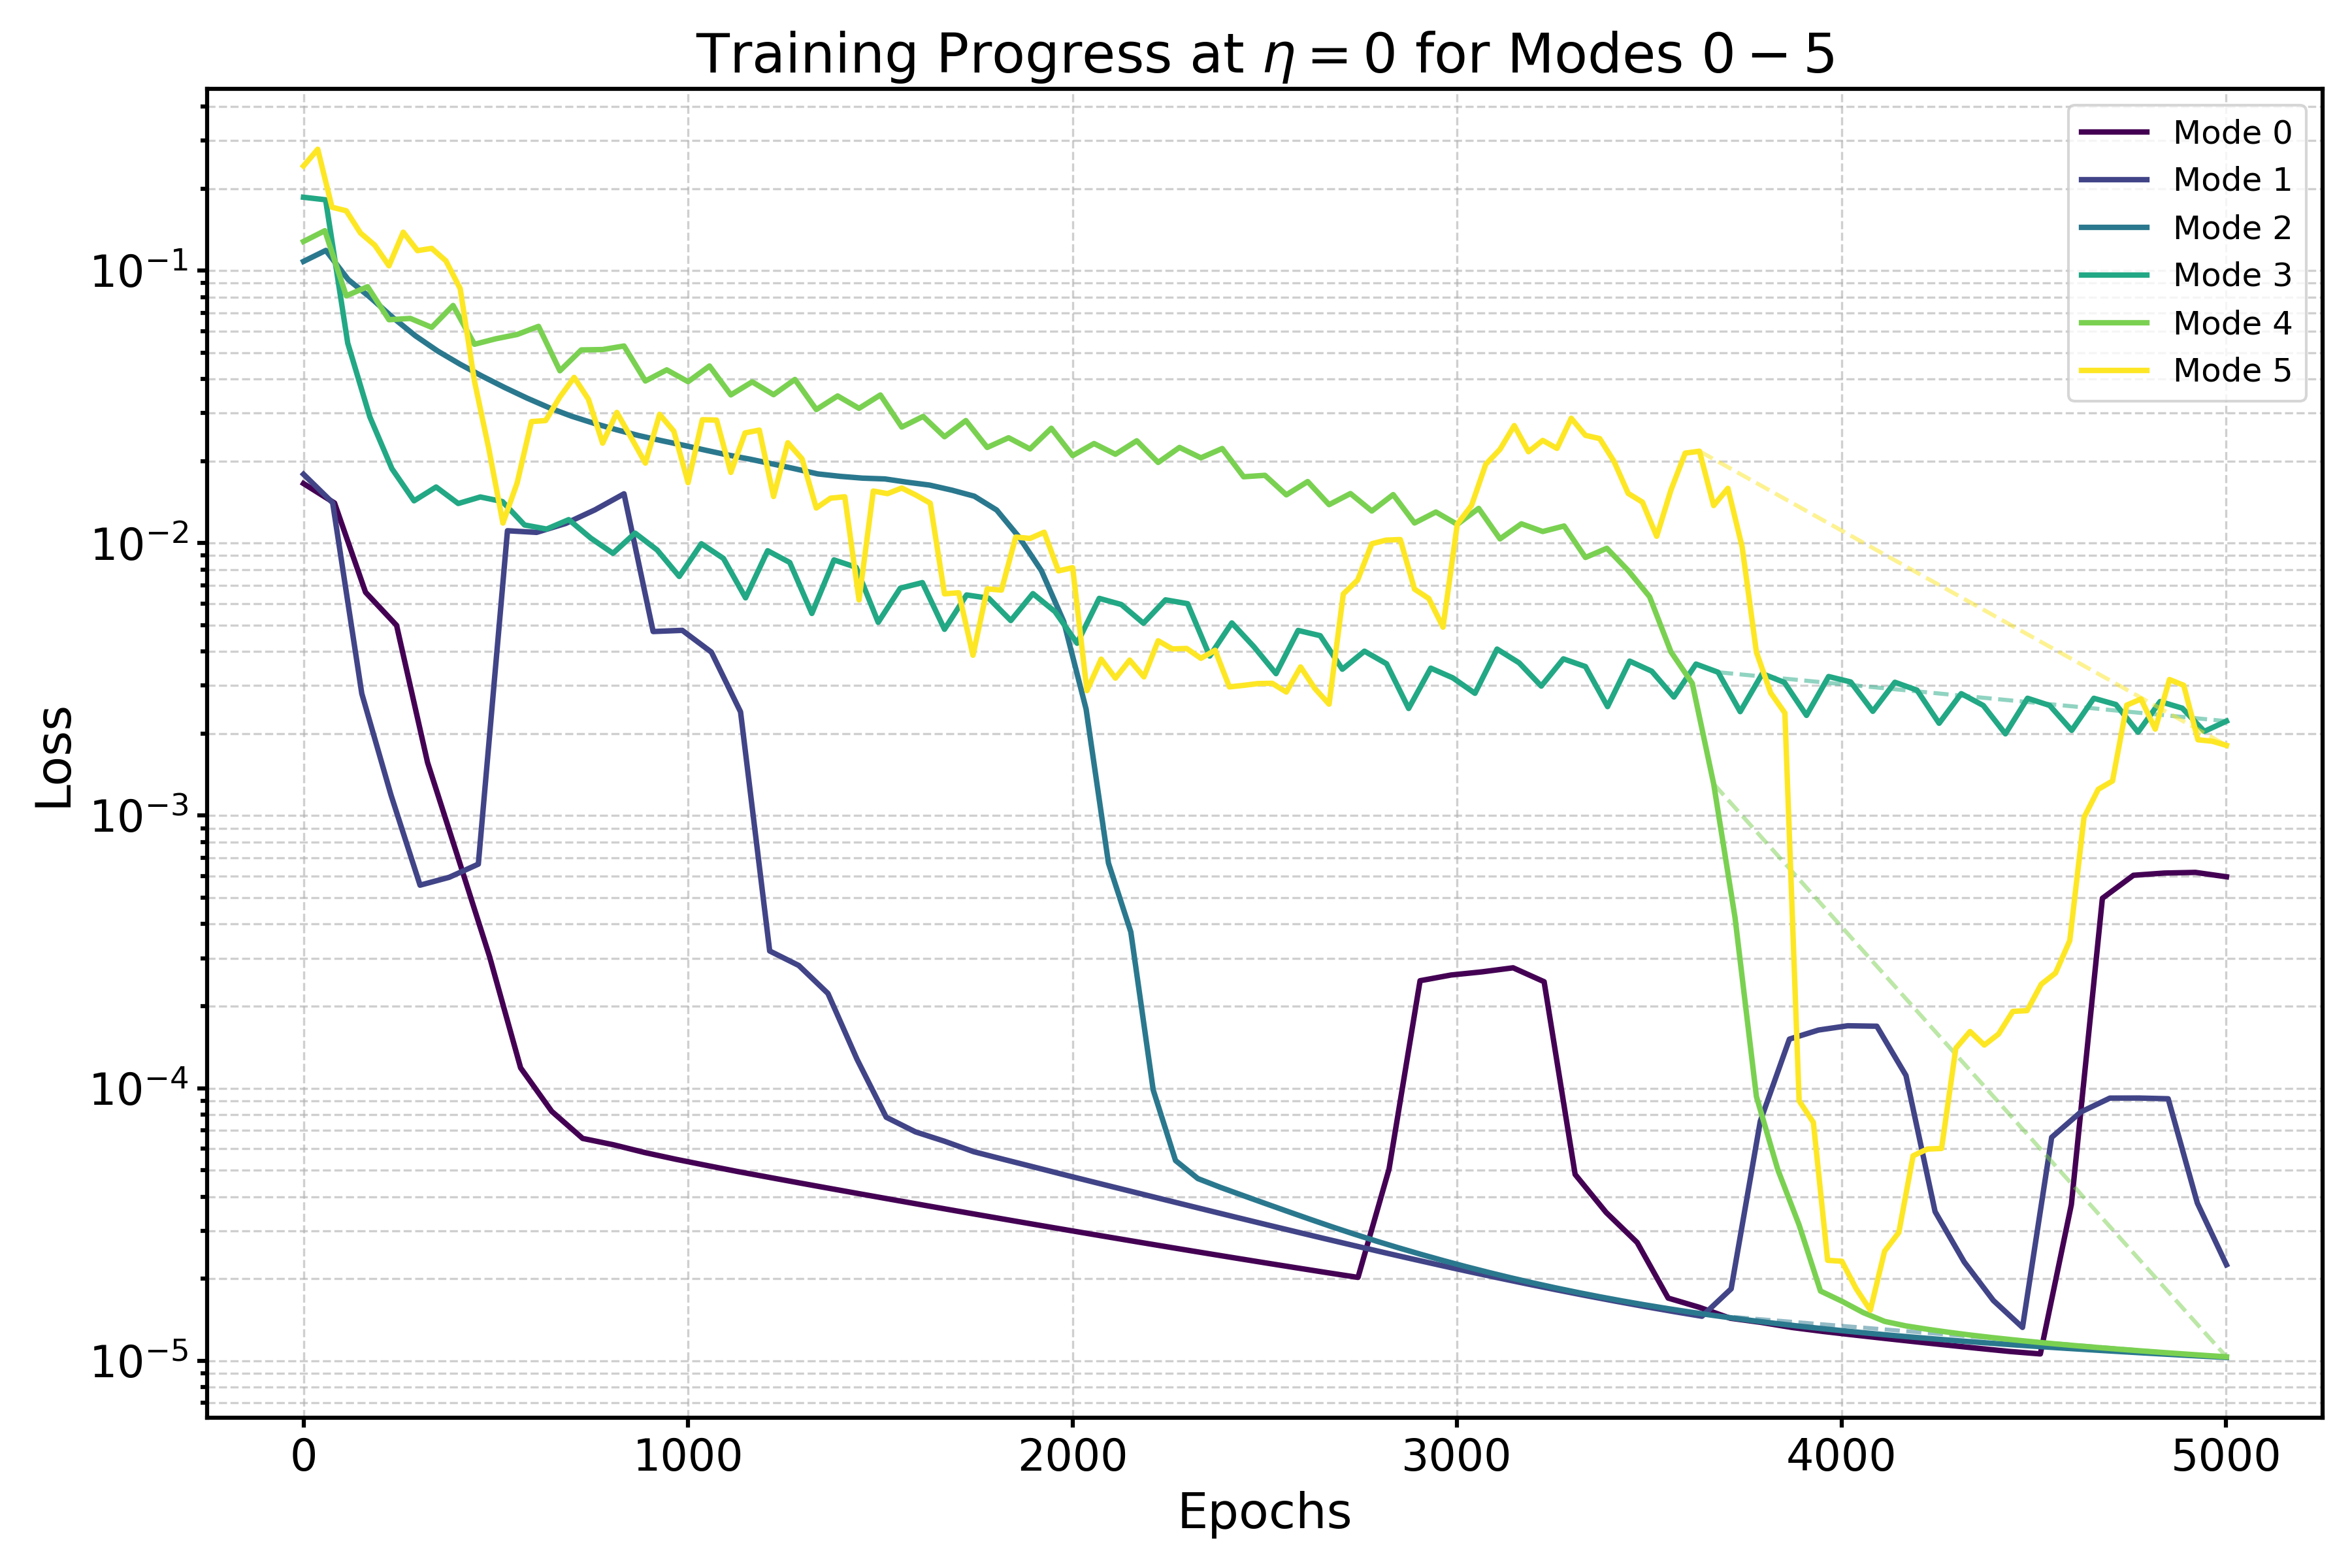 Training Progress at η = 0 for Modes 0 − 5
Mode 0
Mode 1
Mode 2
Mode 3
Mode 4
Mode 5
Loss
10⁻¹
10⁻²
10⁻³
10⁻⁴
10⁻⁵
0 1000 2000 3000 4000 5000
Epochs